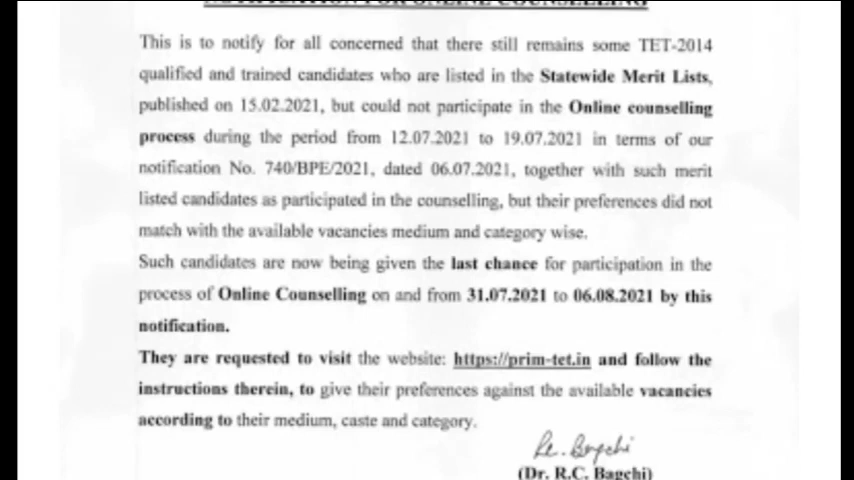 NOTIFICATION FOR ONLINE COUNSELLING
This is to notify for all concerned that there still remains some TET-2014
qualified and trained candidates who are listed in the Statewide Merit Lists,
published on 15.02.2021, but could not participate in the Online counselling
process during the period from 12.07.2021 to 19.07.2021 in terms of our
notification No. 740/BPE/2021, dated 06.07.2021, together with such merit
listed candidates as participated in the counselling, but their preferences did not
match with the available vacancies medium and category wise.
Such candidates are now being given the last chance for participation in the
process of Online Counselling on and from 31.07.2021 to 06.08.2021 by this
notification.
They are requested to visit the website: https://prim-tet.in and follow the
instructions therein, to give their preferences against the available vacancies
according to their medium, caste and category.
R.C. Bagchi
(Dr. R.C. Bagchi)